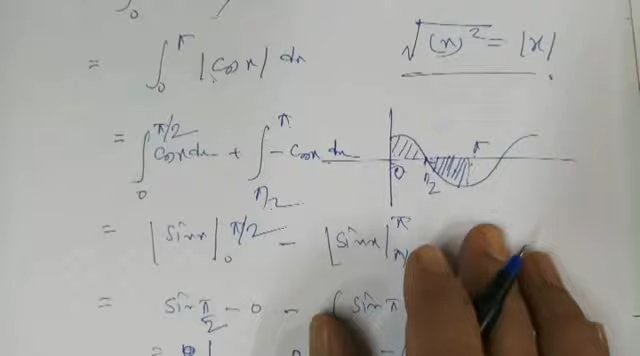 ∫₀^π |cos x| dx
√(x)² = |x|
= ∫₀^{π/2} cos x dx + ∫_{π/2}^π - cos x dx
0 π/2 π
= [sin x]₀^{π/2} - [sin x]^π
= sin π/2 - 0 - (sin π